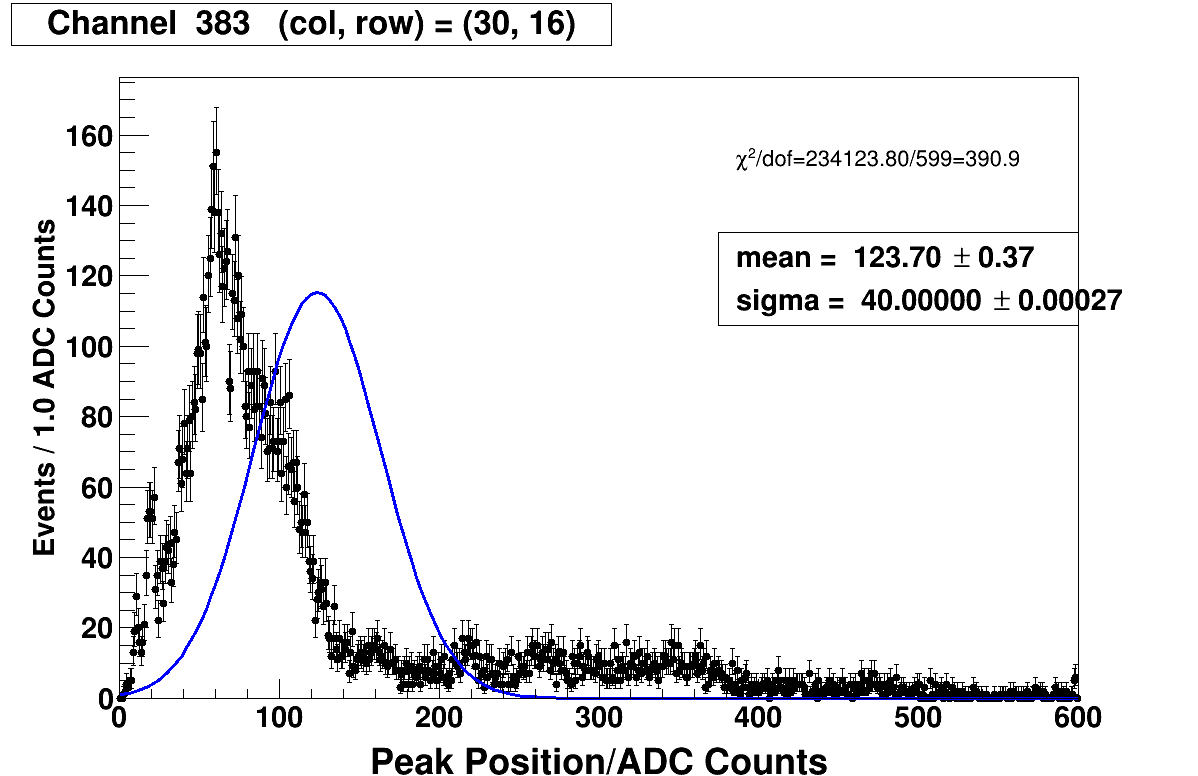 Channel 383 (col, row) = (30, 16)
χ²/dof=234123.80/599=390.9
mean = 123.70 ± 0.37
sigma = 40.00000 ± 0.00027
Events / 1.0 ADC Counts
160
140
120
100
80
60
40
20
0
0 100 200 300 400 500 600
Peak Position/ADC Counts